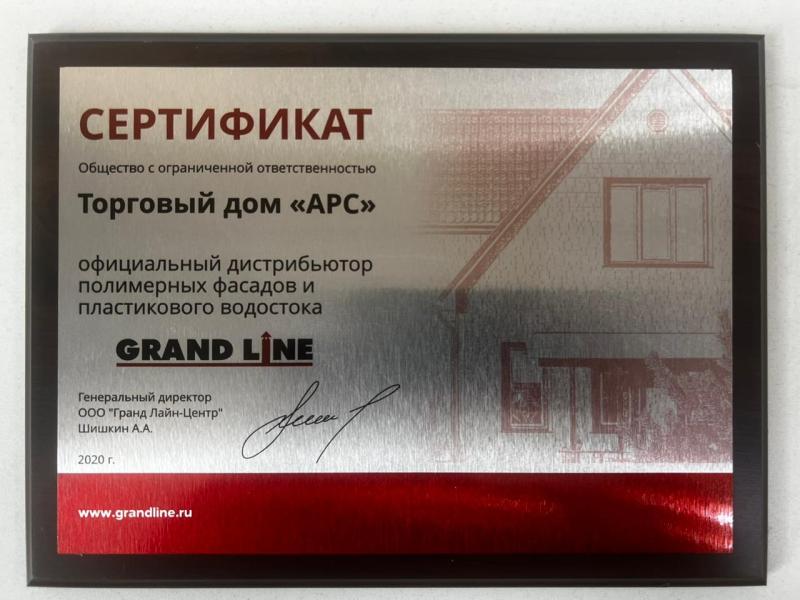 СЕРТИФИКАТ
Общество с ограниченной ответственностью
Торговый дом «АРС»
официальный дистрибьютор
полимерных фасадов и
пластикового водостока
GRAND LINE
Генеральный директор
ООО "Гранд Лайн-Центр"
Шишкин А.А.
2020 г.
www.grandline.ru